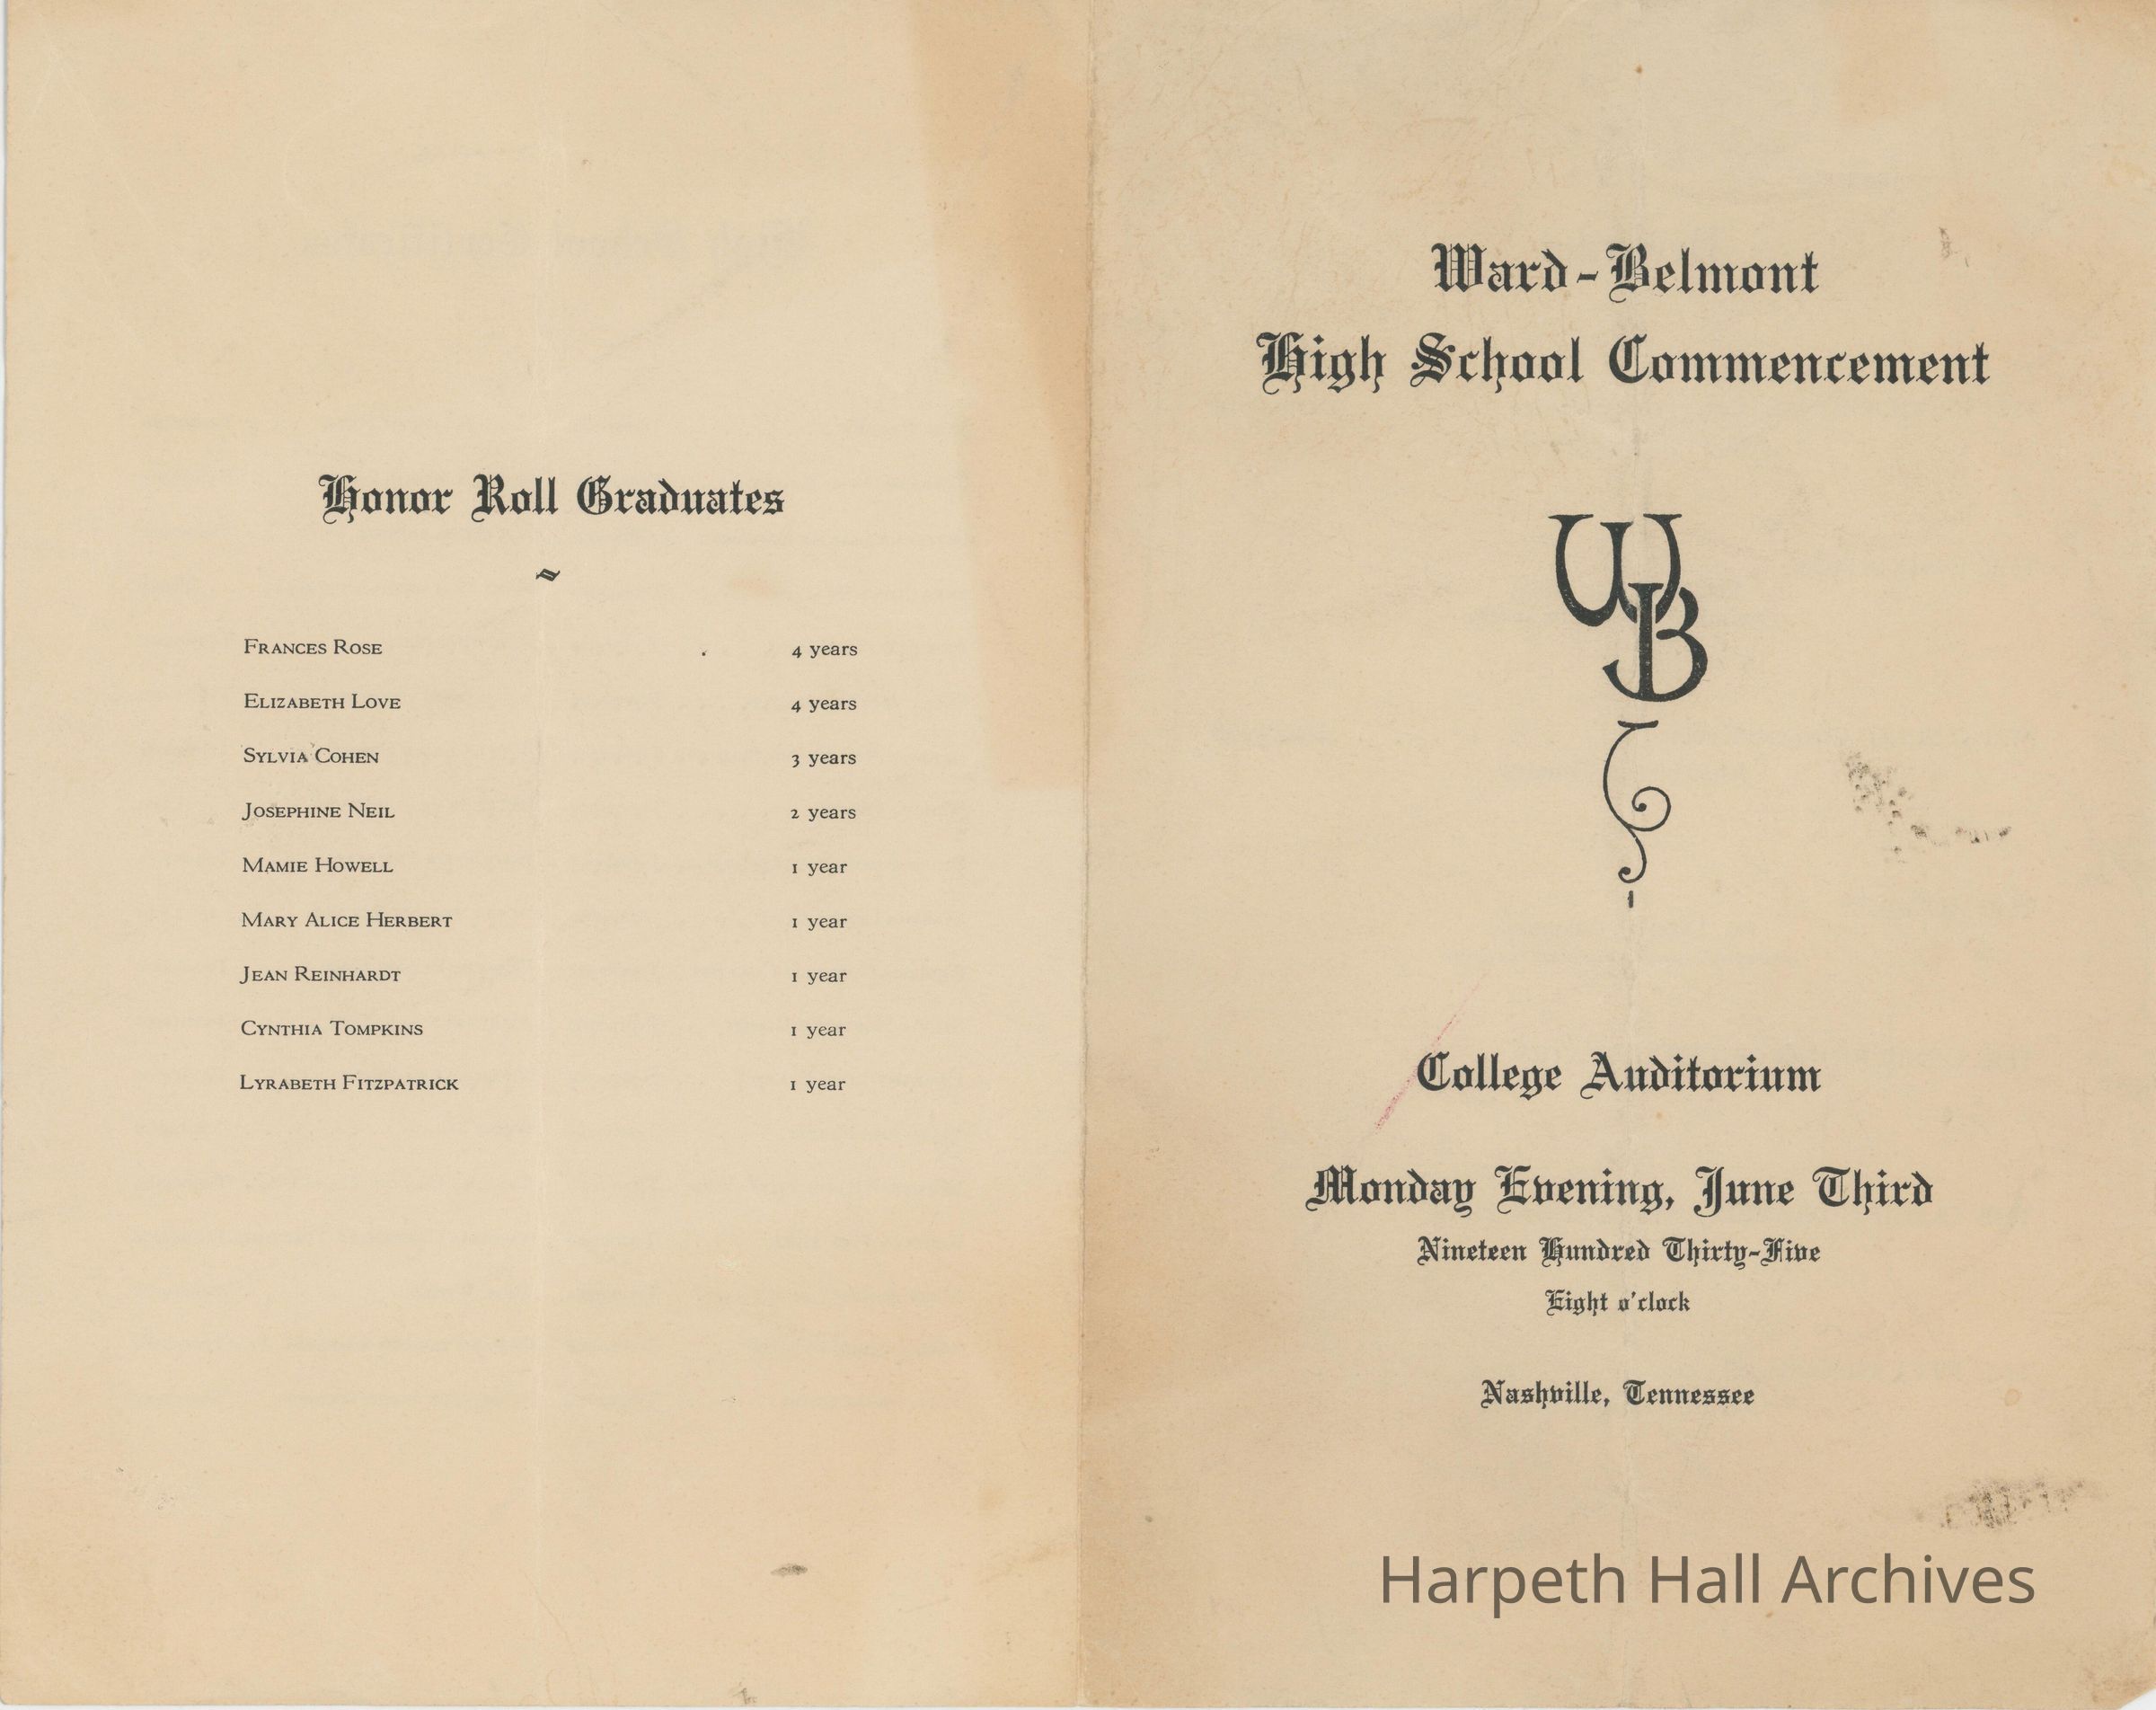 Honor Roll Graduates
Frances Rose 4 years
Elizabeth Love 4 years
Sylvia Cohen 3 years
Josephine Neil 2 years
Mamie Howell 1 year
Mary Alice Herbert 1 year
Jean Reinhardt 1 year
Cynthia Tompkins 1 year
Lyrabeth Fitzpatrick 1 year
Ward-Belmont
High School Commencement
WB
College Auditorium
Monday Evening, June Third
Nineteen Hundred Thirty-Five
Eight o'clock
Nashville, Tennessee
Harpeth Hall Archives